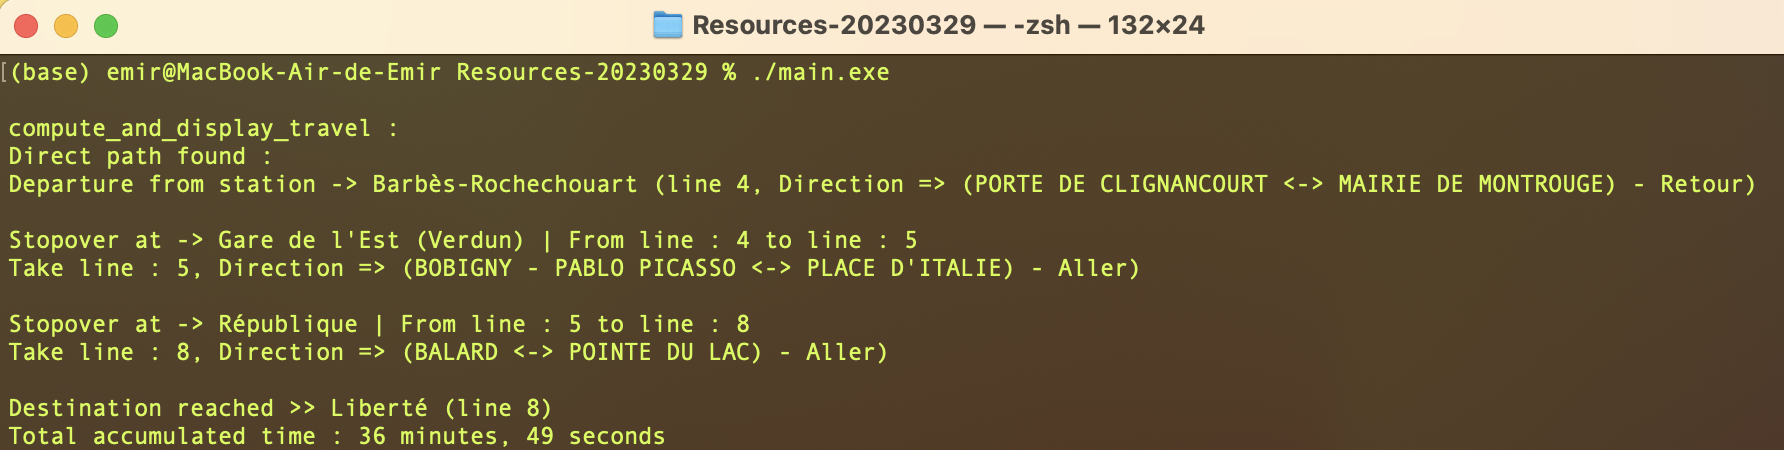 Resources-20230329 — -zsh — 132×24
[(base) emir@MacBook-Air-de-Emir Resources-20230329 % ./main.exe
compute_and_display_travel :
Direct path found :
Departure from station -> Barbès-Rochechouart (line 4, Direction => (PORTE DE CLIGNANCOURT <-> MAIRIE DE MONTROUGE) - Retour)
Stopover at -> Gare de l'Est (Verdun) | From line : 4 to line : 5
Take line : 5, Direction => (BOBIGNY - PABLO PICASSO <-> PLACE D'ITALIE) - Aller)
Stopover at -> République | From line : 5 to line : 8
Take line : 8, Direction => (BALARD <-> POINTE DU LAC) - Aller)
Destination reached >> Liberté (line 8)
Total accumulated time : 36 minutes, 49 seconds